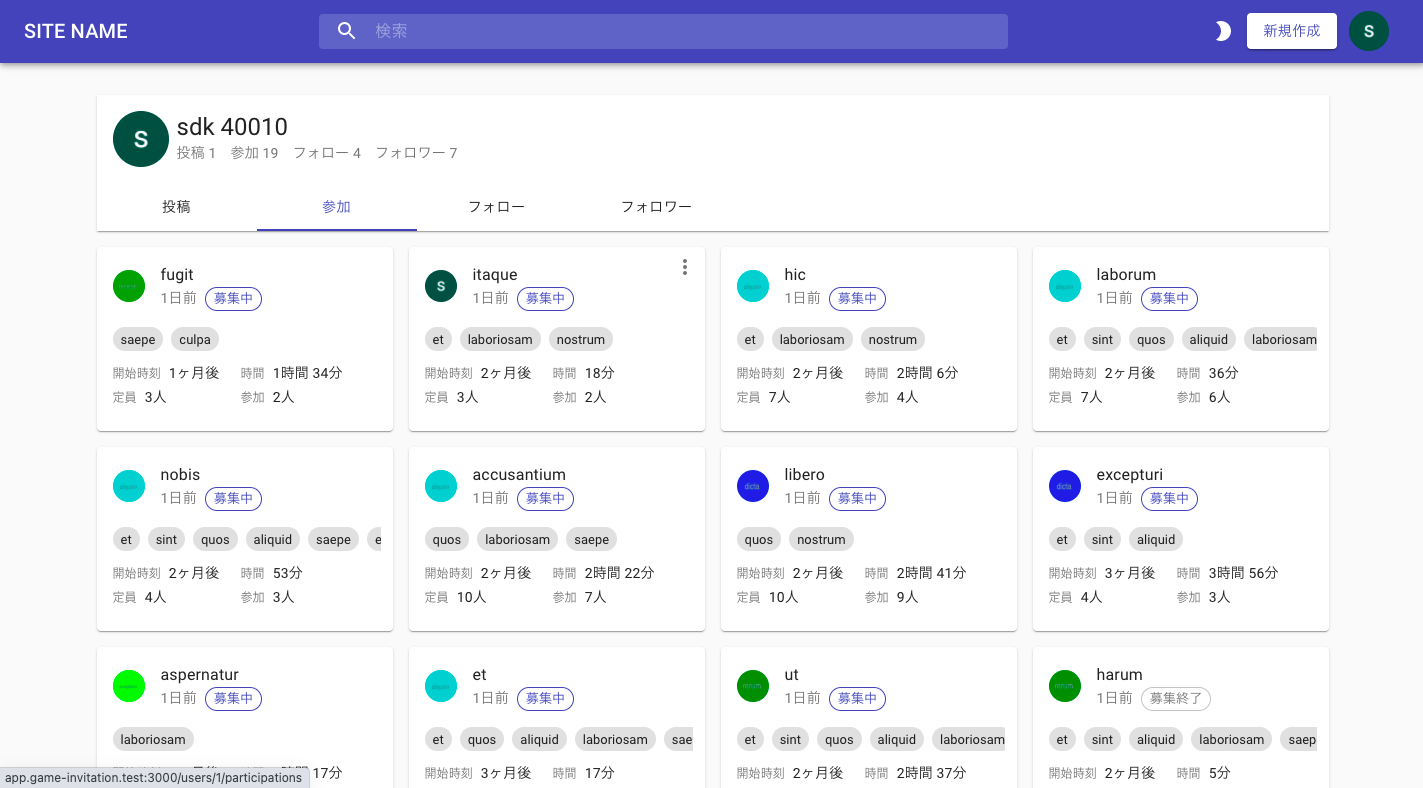 SITE NAME 検索 新規作成 S
S sdk 40010
投稿 1 参加 19 フォロー 4 フォロワー 7
投稿 参加 フォロー フォロワー
fugit
1日前 募集中
saepe culpa
開始時刻 1ヶ月後 時間 1時間 34分
定員 3人 参加 2人
S itaque
1日前 募集中
et laboriosam nostrum
開始時刻 2ヶ月後 時間 18分
定員 3人 参加 2人
hic
1日前 募集中
et laboriosam nostrum
開始時刻 2ヶ月後 時間 2時間 6分
定員 7人 参加 4人
laborum
1日前 募集中
et sint quos aliquid laboriosam
開始時刻 2ヶ月後 時間 36分
定員 7人 参加 6人
nobis
1日前 募集中
et sint quos aliquid saepe e
開始時刻 2ヶ月後 時間 53分
定員 4人 参加 3人
accusantium
1日前 募集中
quos laboriosam saepe
開始時刻 2ヶ月後 時間 2時間 22分
定員 10人 参加 7人
dicta libero
1日前 募集中
quos nostrum
開始時刻 2ヶ月後 時間 2時間 41分
定員 10人 参加 9人
dicta excepturi
1日前 募集中
et sint aliquid
開始時刻 3ヶ月後 時間 3時間 56分
定員 4人 参加 3人
aspernatur
1日前 募集中
laboriosam
17分
et
1日前 募集中
et quos aliquid laboriosam sae
開始時刻 3ヶ月後 時間 17分
ut
1日前 募集中
et sint quos aliquid laboriosam
開始時刻 2ヶ月後 時間 2時間 37分
harum
1日前 募集終了
et sint aliquid laboriosam saep
開始時刻 2ヶ月後 時間 5分
app.game-invitation.test:3000/users/1/participations